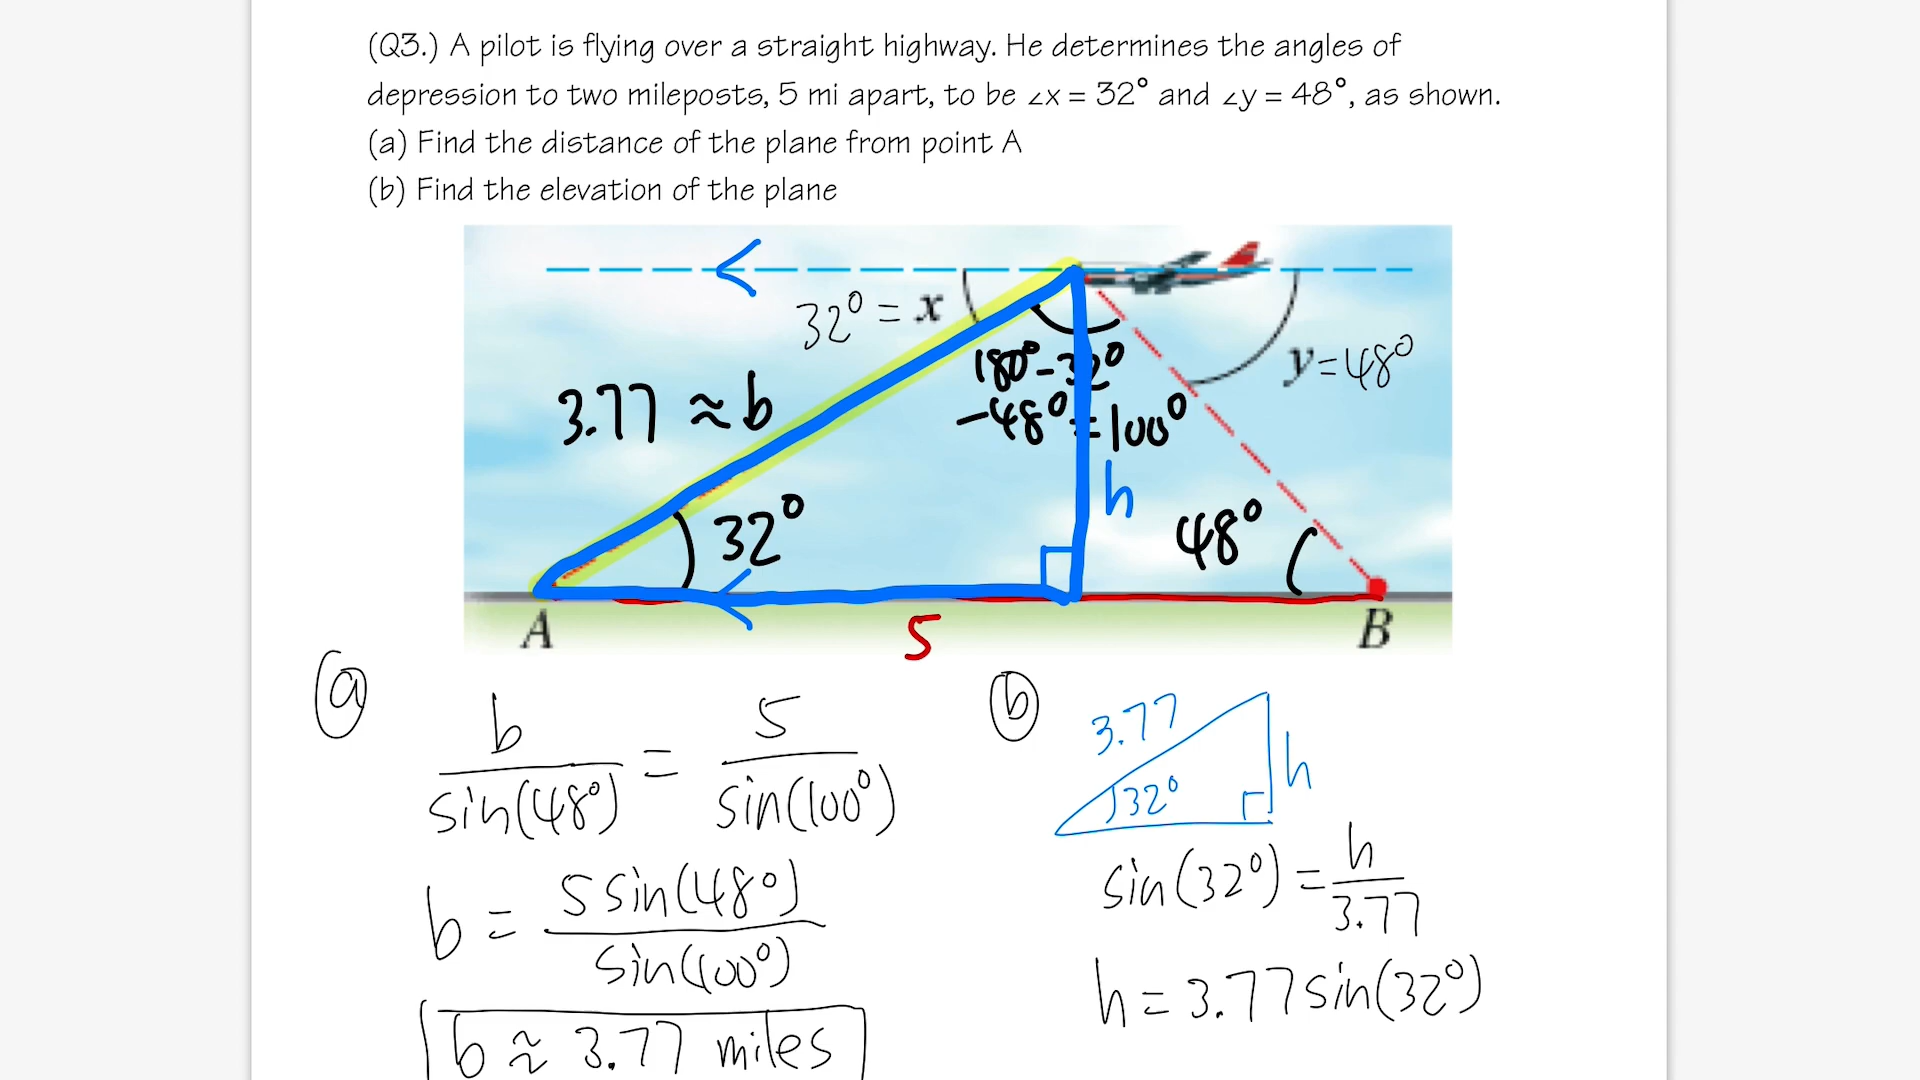 (Q3.) A pilot is flying over a straight highway. He determines the angles of
depression to two mileposts, 5 mi apart, to be ∠x = 32° and ∠y = 48°, as shown.
(a) Find the distance of the plane from point A
(b) Find the elevation of the plane
32° = x
y = 48°
180° - 32°
- 48° = 100°
3.77 ≈ b
h
32°
48°
A
5
B
(a)
b / sin(48°) = 5 / sin(100°)
b = 5 sin(48°) / sin(100°)
b ≈ 3.77 miles
(b)
3.77
h
32°
sin(32°) = h / 3.77
h = 3.77 sin(32°)